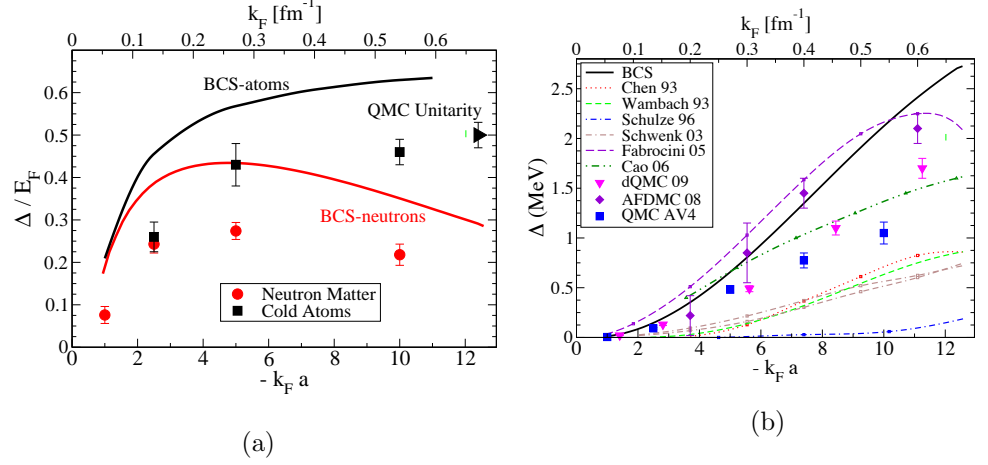 k_F [fm^-1]
0 0.1 0.2 0.3 0.4 0.5 0.6
BCS-atoms
QMC Unitarity
BCS-neutrons
Neutron Matter
Cold Atoms
Δ / E_F
0.6
0.5
0.4
0.3
0.2
0.1
0
0 2 4 6 8 10 12
- k_F a
(a)
k_F [fm^-1]
0 0.1 0.2 0.3 0.4 0.5 0.6
BCS
Chen 93
Wambach 93
Schulze 96
Schwenk 03
Fabrocini 05
Cao 06
dQMC 09
AFDMC 08
QMC AV4
Δ (MeV)
2.5
2
1.5
1
0.5
0
0 2 4 6 8 10 12
- k_F a
(b)